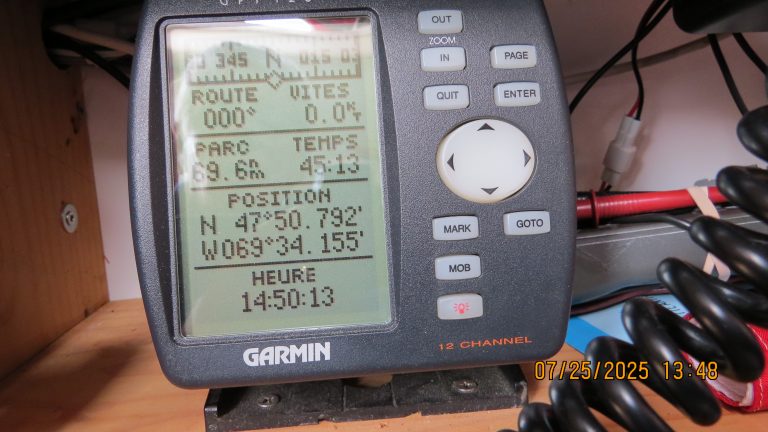 345 N 015
ROUTE VITES
000° 0.0
PARC TEMPS
69.6 45:13
POSITION
N 47°50.792'
W069°34.155'
HEURE
14:50:13
GARMIN
OUT
ZOOM
IN
PAGE
QUIT
ENTER
MARK
GOTO
MOB
12 CHANNEL
07/25/2025 13:48